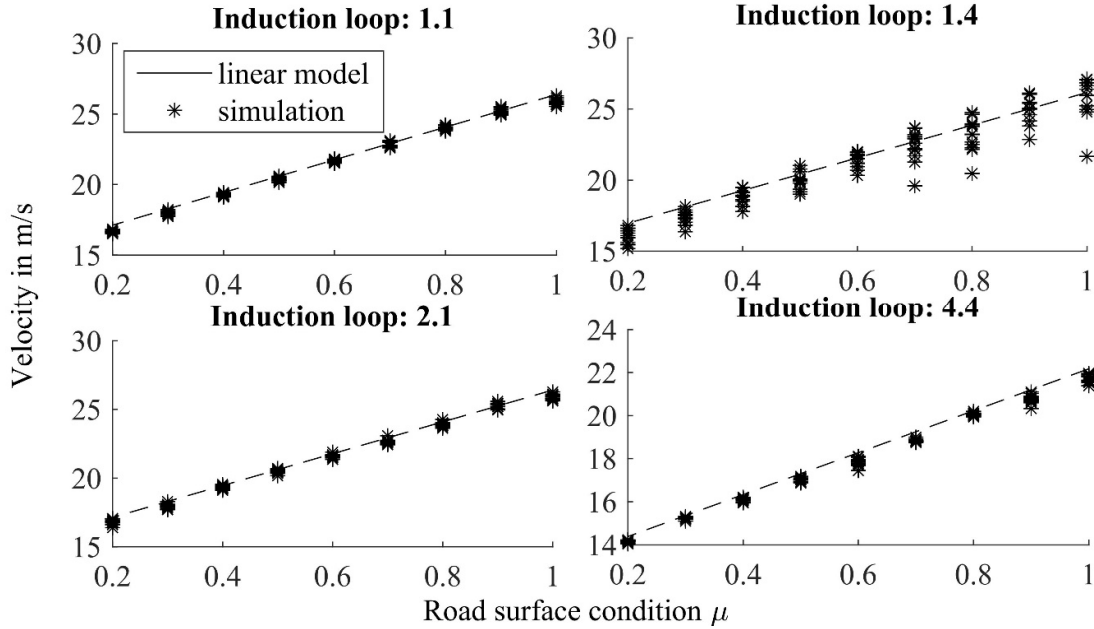 Induction loop: 1.1
30
25
20
15
0.2 0.4 0.6 0.8 1
linear model
simulation
Induction loop: 1.4
30
25
20
15
0.2 0.4 0.6 0.8 1
Induction loop: 2.1
30
25
20
15
0.2 0.4 0.6 0.8 1
Induction loop: 4.4
24
22
20
18
16
14
0.2 0.4 0.6 0.8 1
Velocity in m/s
Road surface condition μ